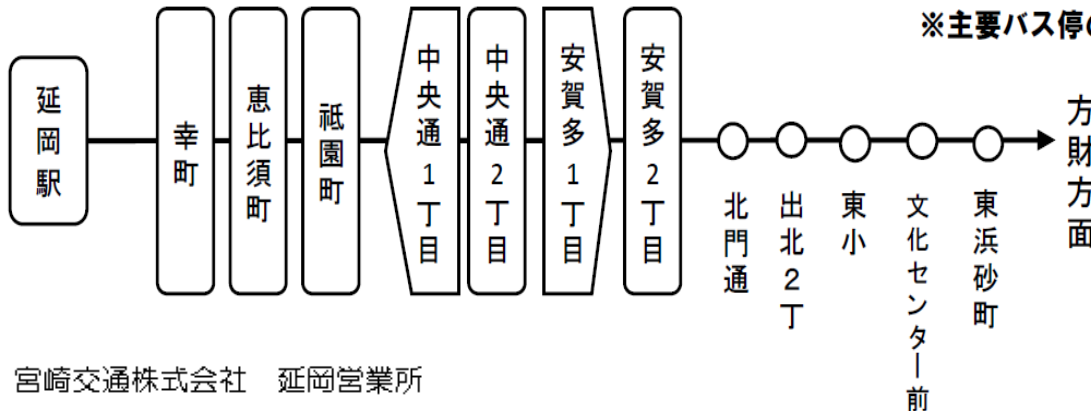 ※主要バス停の
延岡駅
幸町
恵比須町
祇園町
中央通1丁目
中央通2丁目
安賀多1丁目
安賀多2丁目
北門通
出北2丁
東小
文化センター前
東浜砂町
方財方面
宮崎交通株式会社 延岡営業所